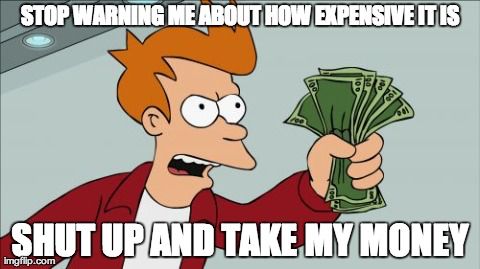 STOP WARNING ME ABOUT HOW EXPENSIVE IT IS
SHUT UP AND TAKE MY MONEY
imgflip.com